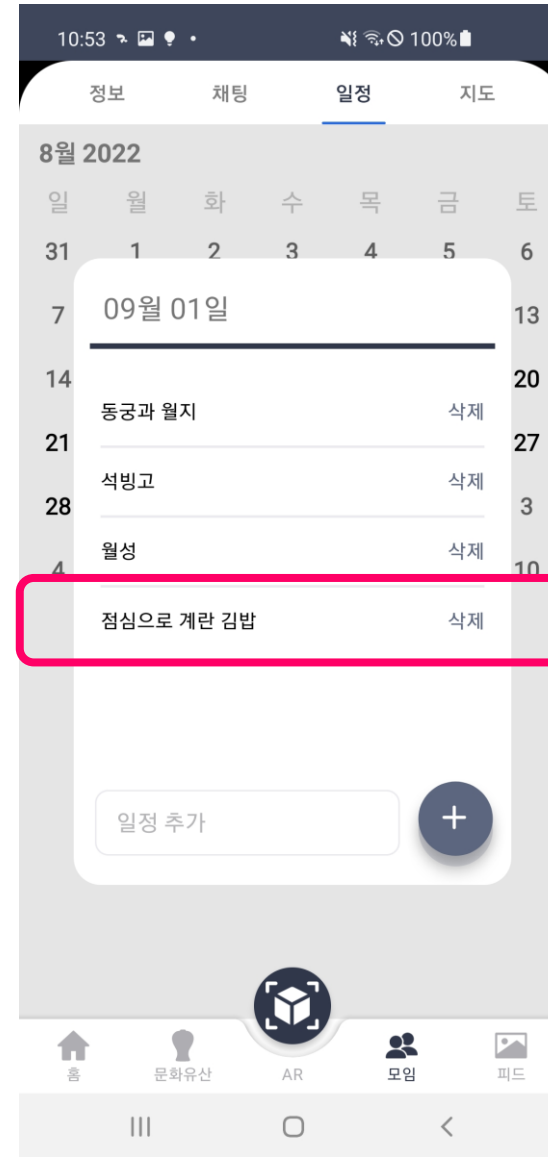 10:53 100%
정보 채팅 일정 지도
8월 2022
일 월 화 수 목 금 토
31 1 2 3 4 5 6
7 13
09월 01일
14 20
동궁과 월지 삭제
21 27
석빙고 삭제
28 3
월성 삭제
4 10
점심으로 계란 김밥 삭제
일정 추가
홈 문화유산 AR 모임 피드